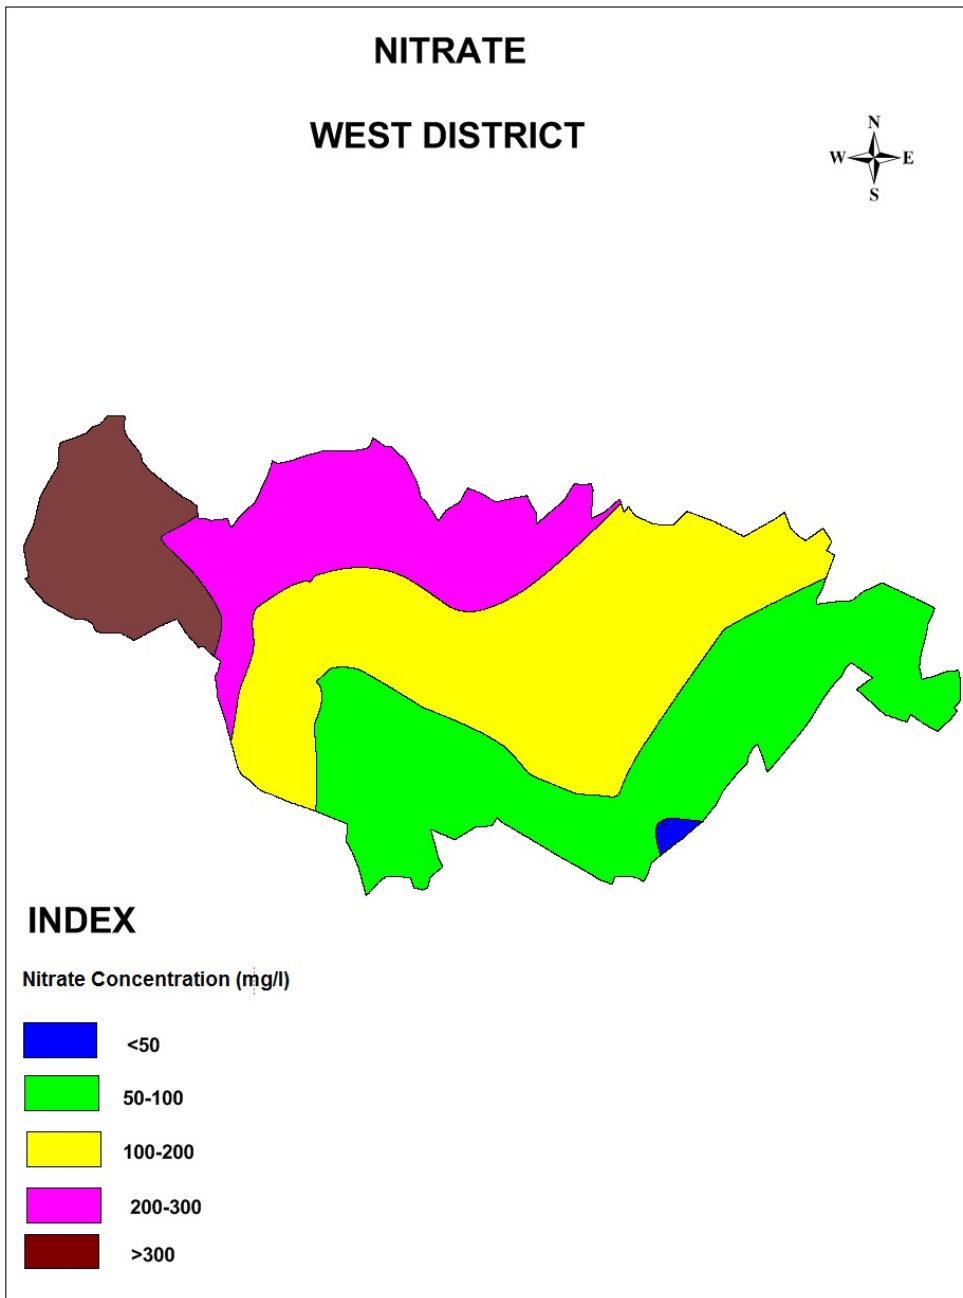 NITRATE
WEST DISTRICT
N
W E
S
INDEX
Nitrate Concentration (mg/l)
<50
50-100
100-200
200-300
>300